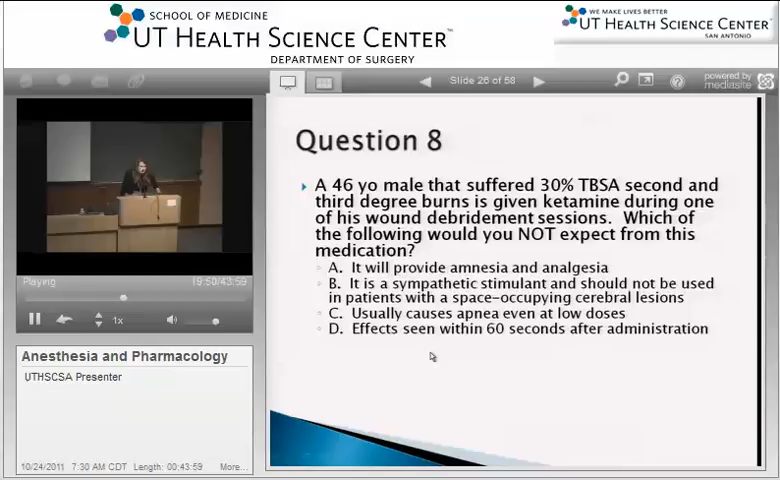 SCHOOL OF MEDICINE
UT HEALTH SCIENCE CENTER™
DEPARTMENT OF SURGERY
WE MAKE LIVES BETTER
UT HEALTH SCIENCE CENTER
SAN ANTONIO
Slide 26 of 58
powered by
mediasite
Question 8
A 46 yo male that suffered 30% TBSA second and
third degree burns is given ketamine during one
of his wound debridement sessions. Which of
the following would you NOT expect from this
medication?
A. It will provide amnesia and analgesia
B. It is a sympathetic stimulant and should not be used
in patients with a space-occupying cerebral lesions
C. Usually causes apnea even at low doses
D. Effects seen within 60 seconds after administration
Playing
19:50/43:59
1x
Anesthesia and Pharmacology
UTHSCSA Presenter
10/24/2011 7:30 AM CDT Length: 00:43:59 More...